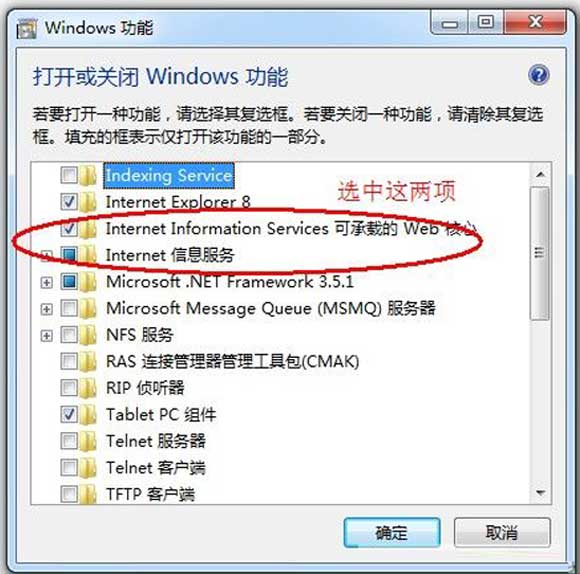 Windows 功能
打开或关闭 Windows 功能
若要打开一种功能，请选择其复选框。若要关闭一种功能，请清除其复选
框。填充的框表示仅打开该功能的一部分。
Indexing Service
选中这两项
Internet Explorer 8
Internet Information Services 可承载的 Web 核心
Internet 信息服务
Microsoft .NET Framework 3.5.1
Microsoft Message Queue (MSMQ) 服务器
NFS 服务
RAS 连接管理器管理工具包(CMAK)
RIP 侦听器
Tablet PC 组件
Telnet 服务器
Telnet 客户端
TFTP 客户端
确定
取消